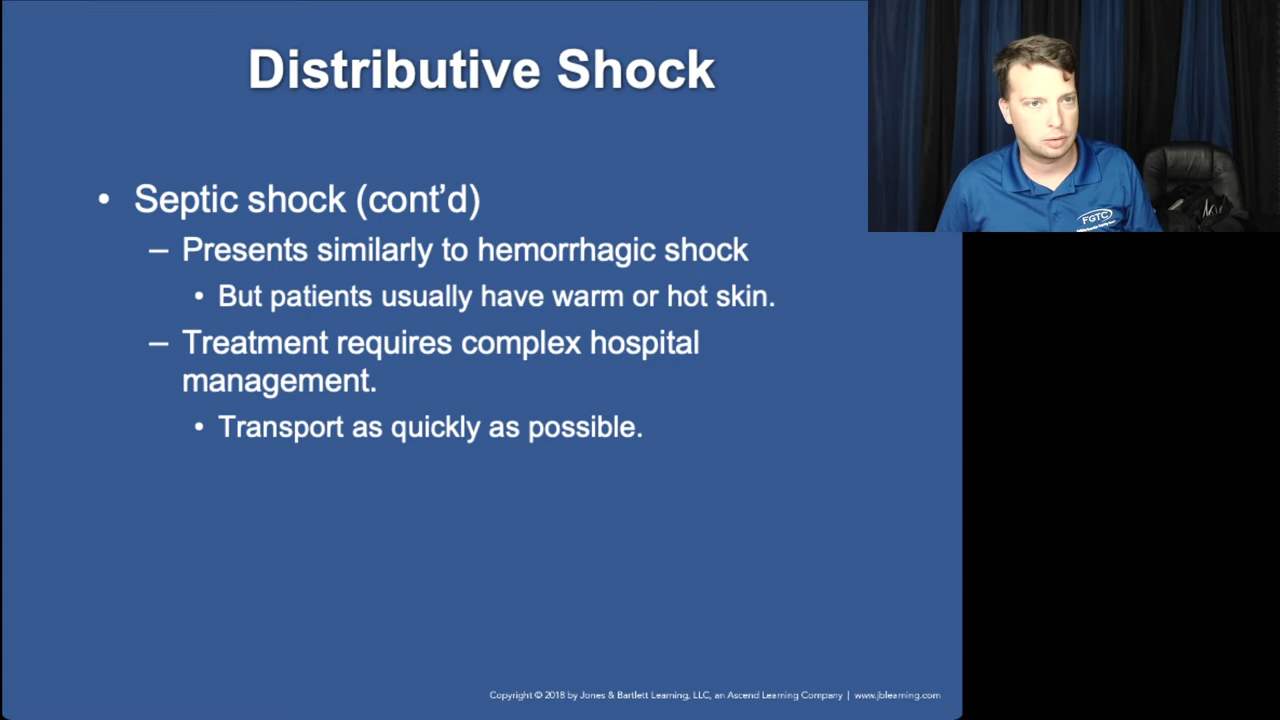 Distributive Shock
• Septic shock (cont’d)
– Presents similarly to hemorrhagic shock
• But patients usually have warm or hot skin.
– Treatment requires complex hospital
management.
• Transport as quickly as possible.
FGTC
Copyright © 2018 by Jones & Bartlett Learning, LLC, an Ascend Learning Company | www.jblearning.com